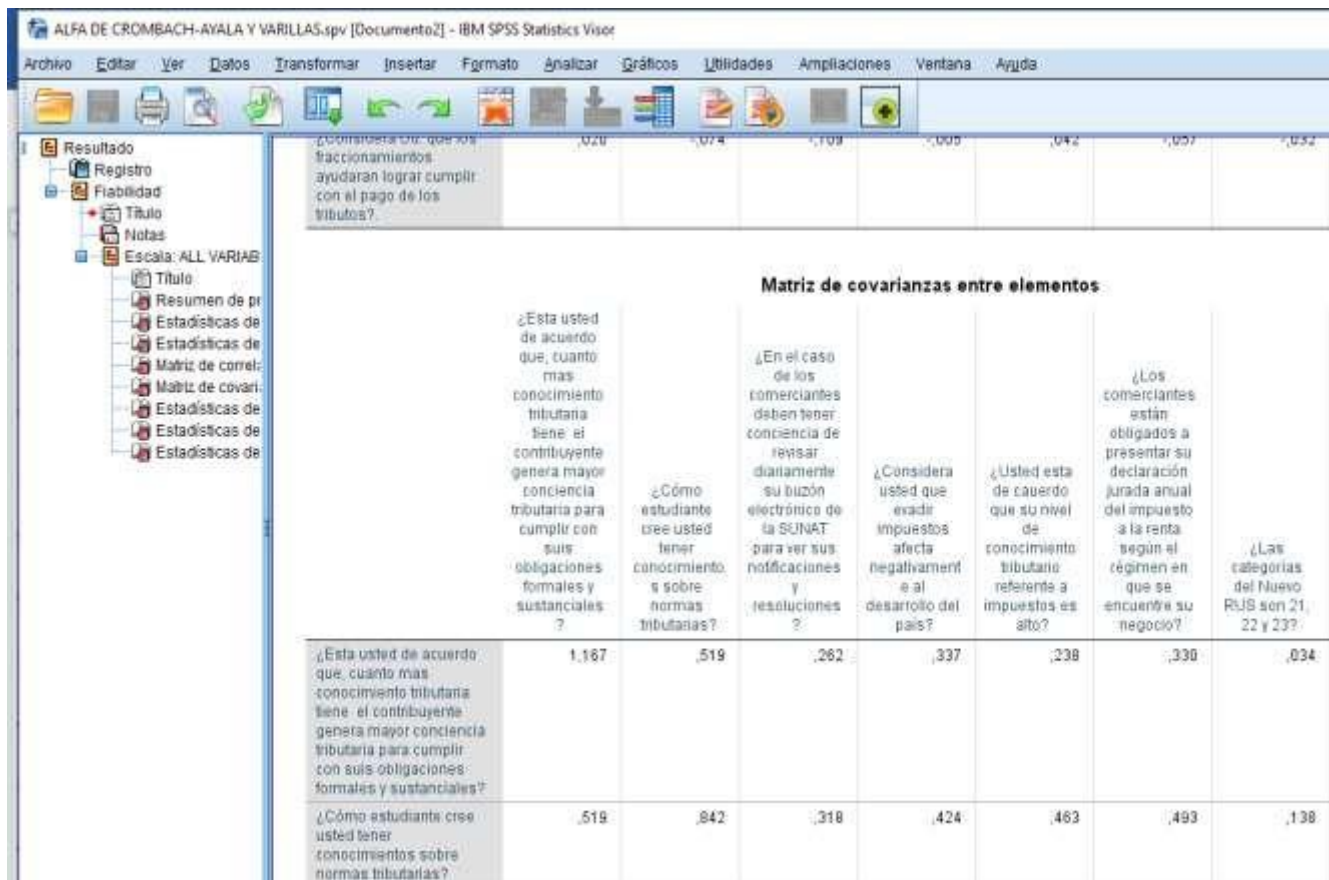 ALFA DE CROMBACH-AYALA Y VARILLAS.spv [Documento2] - IBM SPSS Statistics Visor
Archivo Editar Ver Datos Transformar Insertar Formato Analizar Gráficos Utilidades Ampliaciones Ventana Ayuda
Resultado
Registro
Fiabilidad
Título
Notas
Escala: ALL VARIAB
Título
Resumen de pr
Estadísticas de
Estadísticas de
Matriz de correl
Matriz de covari
Estadísticas de
Estadísticas de
Estadísticas de
¿Considera Ud. que los
fraccionamientos
ayudaran lograr cumplir
con el pago de los
tributos?.
,020 -,074 -,109 -,005 ,042 -,057 -,032
Matriz de covarianzas entre elementos
¿Esta usted
de acuerdo
que, cuanto
mas
conocimiento
tributaria
tiene el
contribuyente
genera mayor
conciencia
tributaria para
cumplir con
suis
obligaciones
formales y
sustanciales
?
¿Cómo
estudiante
cree usted
tener
conocimiento
s sobre
normas
tributarias?
¿En el caso
de los
comerciantes
deben tener
conciencia de
revisar
diariamente
su buzón
electrónico de
la SUNAT
para ver sus
notificaciones
y
resoluciones
?
¿Considera
usted que
evadir
impuestos
afecta
negativament
e al
desarrollo del
país?
¿Usted esta
de cauerdo
que su nivel
de
conocimiento
tributario
referente a
impuestos es
alto?
¿Los
comerciantes
están
obligados a
presentar su
declaración
jurada anual
del impuesto
a la renta
según el
régimen en
que se
encuentre su
negocio?
¿Las
categorias
del Nuevo
RUS son 21,
22 y 23?
¿Esta usted de acuerdo
que, cuanto mas
conocimiento tributaria
tiene el contribuyente
genera mayor conciencia
tributaria para cumplir
con suis obligaciones
formales y sustanciales?
1,167 ,519 ,262 ,337 ,238 ,330 ,034
¿Cómo estudiante cree
usted tener
conocimientos sobre
normas tributarias?
,519 ,842 ,318 ,424 ,463 ,493 ,138